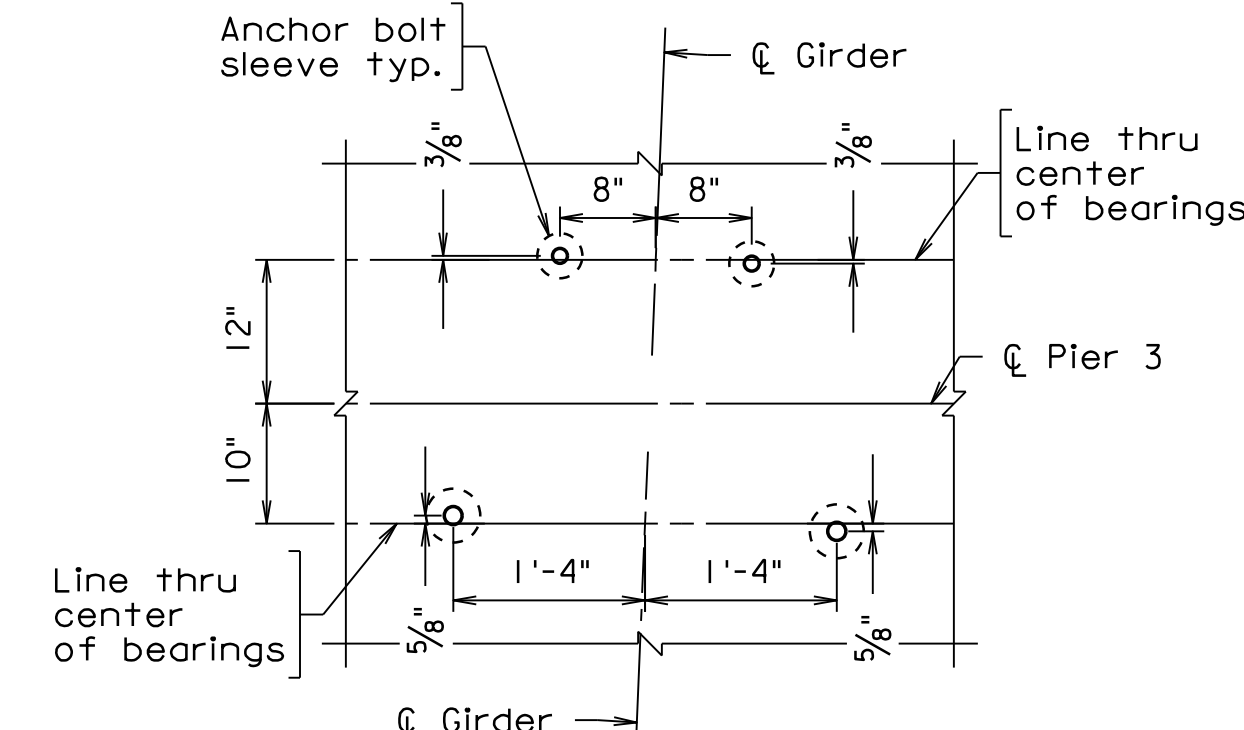 Anchor bolt
sleeve typ.
℄ Girder
3/8"
3/8"
8"
8"
Line thru
center
of bearings
12"
℄ Pier 3
10"
1'-4"
1'-4"
Line thru
center
of bearings
5/8"
5/8"
℄ Girder